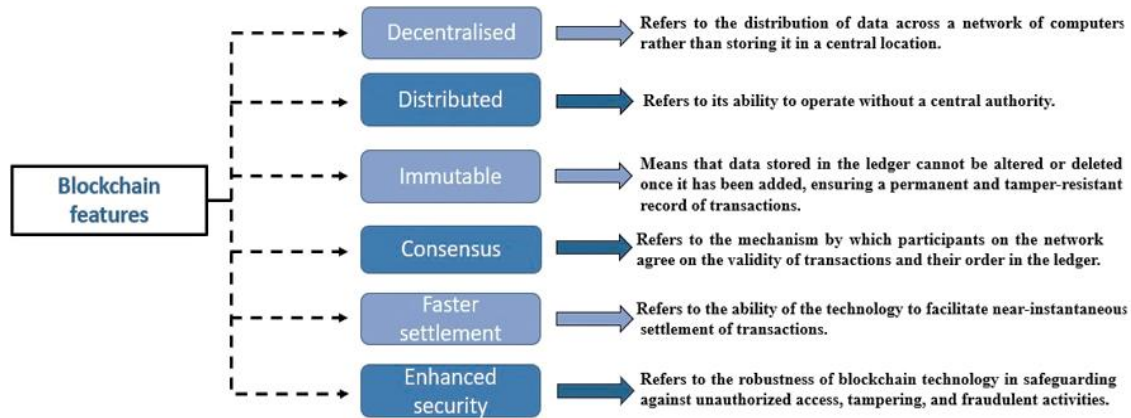 Blockchain
features
Decentralised
Refers to the distribution of data across a network of computers
rather than storing it in a central location.
Distributed
Refers to its ability to operate without a central authority.
Immutable
Means that data stored in the ledger cannot be altered or deleted
once it has been added, ensuring a permanent and tamper-resistant
record of transactions.
Consensus
Refers to the mechanism by which participants on the network
agree on the validity of transactions and their order in the ledger.
Faster
settlement
Refers to the ability of the technology to facilitate near-instantaneous
settlement of transactions.
Enhanced
security
Refers to the robustness of blockchain technology in safeguarding
against unauthorized access, tampering, and fraudulent activities.